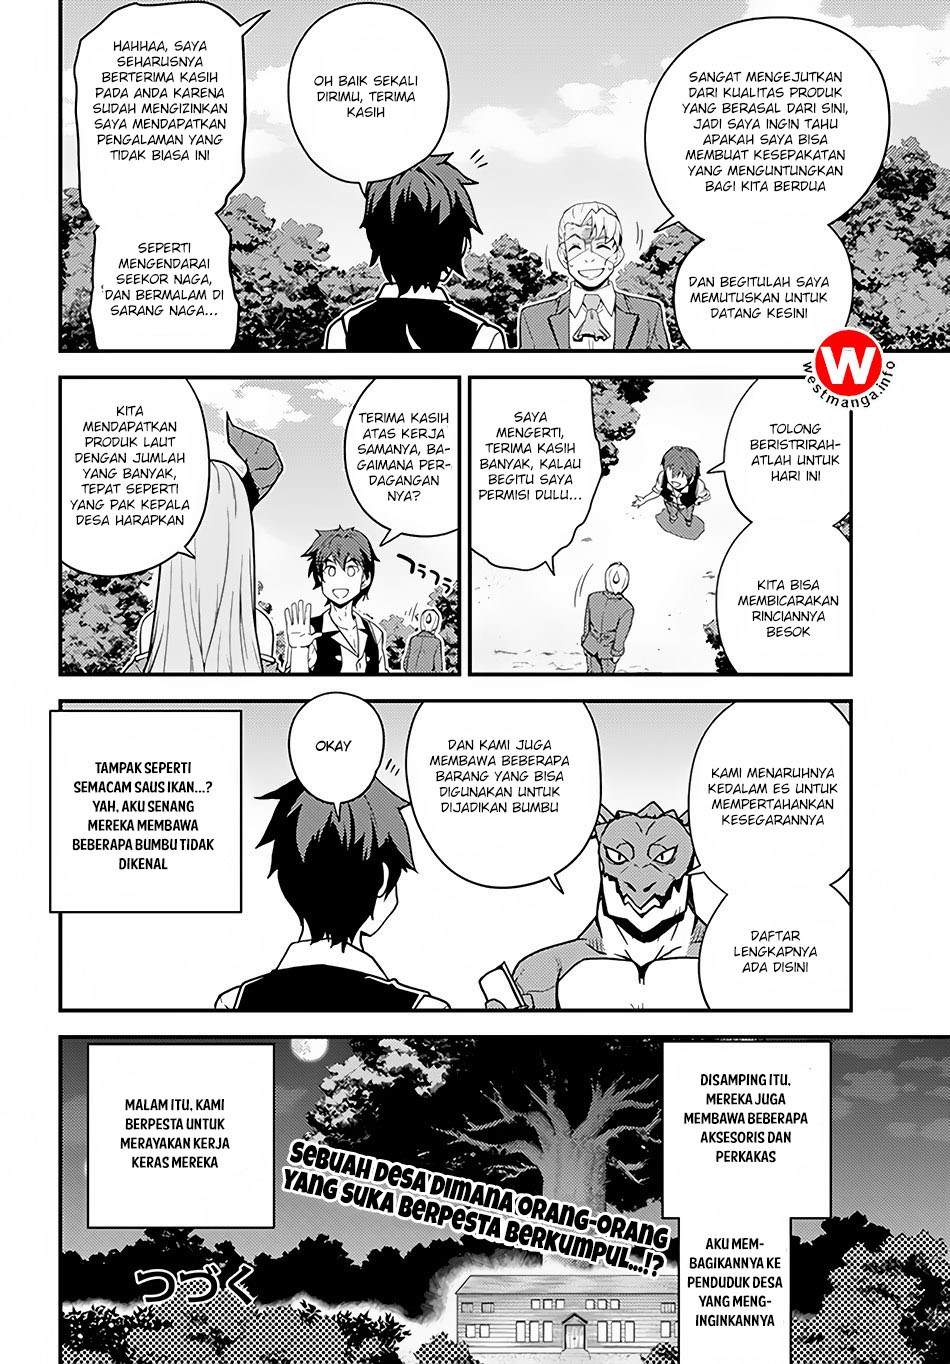 SANGAT MENGEJUTKAN
DARI KUALITAS PRODUK
YANG BERASAL DARI SINI,
JADI SAYA INGIN TAHU
APAKAH SAYA BISA
MEMBUAT KESEPAKATAN
YANG MENGUNTUNGKAN
BAGI KITA BERDUA
DAN BEGITULAH SAYA
MEMUTUSKAN UNTUK
DATANG KESINI
OH BAIK SEKALI
DIRIMU, TERIMA
KASIH
HAHHAA, SAYA
SEHARUSNYA
BERTERIMA KASIH
PADA ANDA KARENA
SUDAH MENGIZINKAN
SAYA MENDAPATKAN
PENGALAMAN YANG
TIDAK BIASA INI
SEPERTI
MENGENDARAI
SEEKOR NAGA,
DAN BERMALAM DI
SARANG NAGA...
W
westmanga.info
TOLONG
BERISTRIRAH-
ATLAH UNTUK
HARI INI
KITA BISA
MEMBICARAKAN
RINCIANNYA
BESOK
SAYA
MENGERTI,
TERIMA KASIH
BANYAK, KALAU
BEGITU SAYA
PERMISI DULU...
TERIMA KASIH
ATAS KERJA
SAMANYA, BA-
GAIMANA PER-
DAGANGAN
NYA?
KITA
MENDAPATKAN
PRODUK LAUT
DENGAN JUMLAH
YANG BANYAK,
TEPAT SEPERTI
YANG PAK KEPALA
DESA HARAPKAN
KAMI MENARUHNYA
KEDALAM ES UNTUK
MEMPERTAHANKAN
KESEGARANNYA
DAFTAR
LENGKAPNYA
ADA DISINI
DAN KAMI JUGA
MEMBAWA BEBERAPA
BARANG YANG BISA
DIGUNAKAN UNTUK
DIJADIKAN BUMBU
OKAY
TAMPAK SEPERTI
SEMACAM SAUS IKAN...?
YAH, AKU SENANG
MEREKA MEMBAWA
BEBERAPA BUMBU TIDAK
DIKENAL
DISAMPING ITU,
MEREKA JUGA
MEMBAWA BEBERAPA
AKSESORIS DAN
PERKAKAS
AKU MEM-
BAGIKANNYA KE
PENDUDUK DESA
YANG MENG-
INGINKANNYA
MALAM ITU, KAMI
BERPESTA UNTUK
MERAYAKAN KERJA
KERAS MEREKA
SEBUAH DESA DIMANA ORANG-ORANG
YANG SUKA BERPESTA BERKUMPUL...!?
つづく